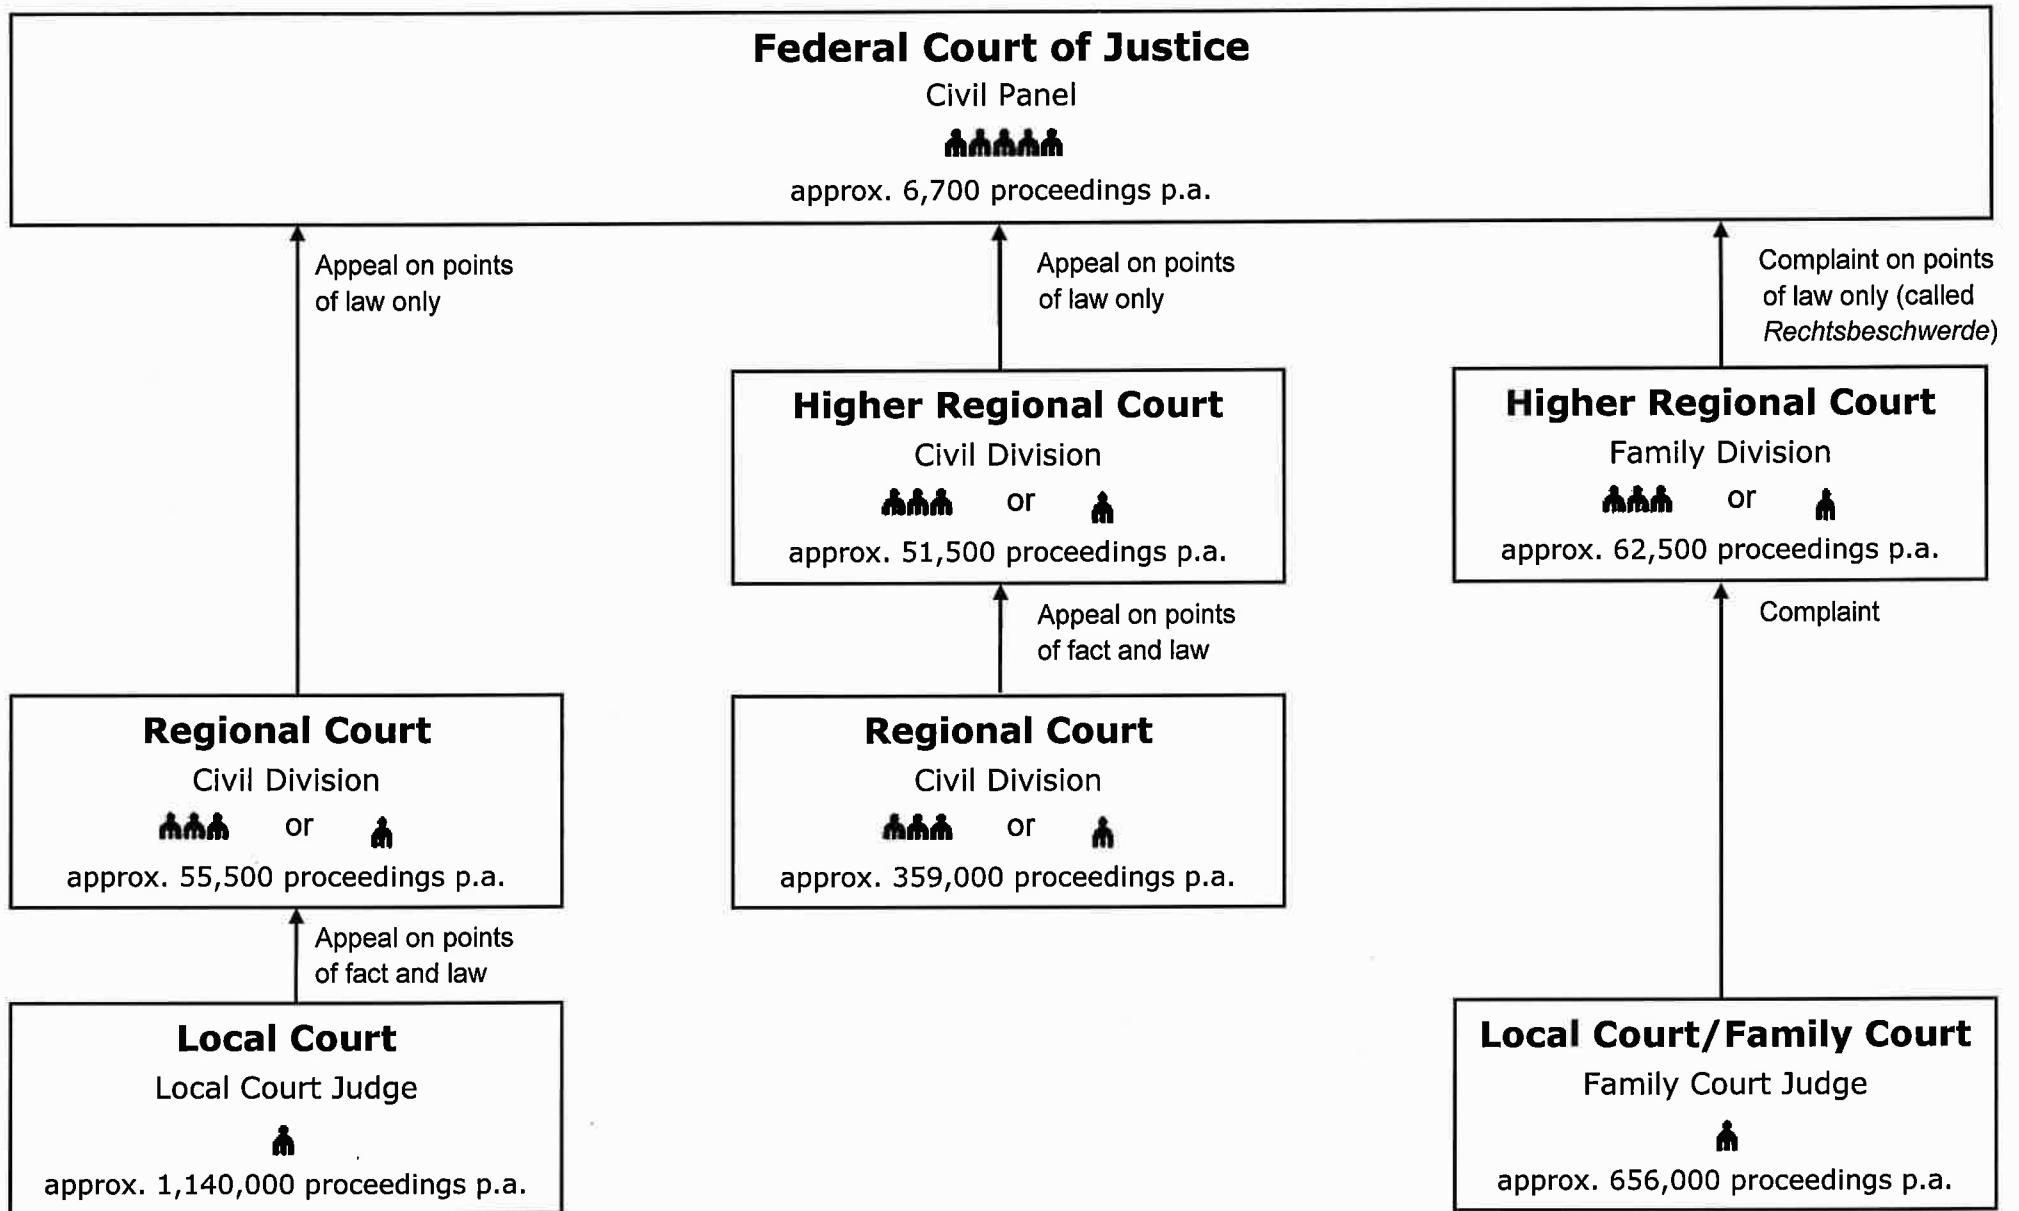 Federal Court of Justice
Civil Panel
approx. 6,700 proceedings p.a.
Appeal on points
of law only
Appeal on points
of law only
Complaint on points
of law only (called
Rechtsbeschwerde)
Higher Regional Court
Civil Division
or
approx. 51,500 proceedings p.a.
Higher Regional Court
Family Division
or
approx. 62,500 proceedings p.a.
Appeal on points
of fact and law
Complaint
Regional Court
Civil Division
or
approx. 55,500 proceedings p.a.
Regional Court
Civil Division
or
approx. 359,000 proceedings p.a.
Appeal on points
of fact and law
Local Court
Local Court Judge
approx. 1,140,000 proceedings p.a.
Local Court/Family Court
Family Court Judge
approx. 656,000 proceedings p.a.